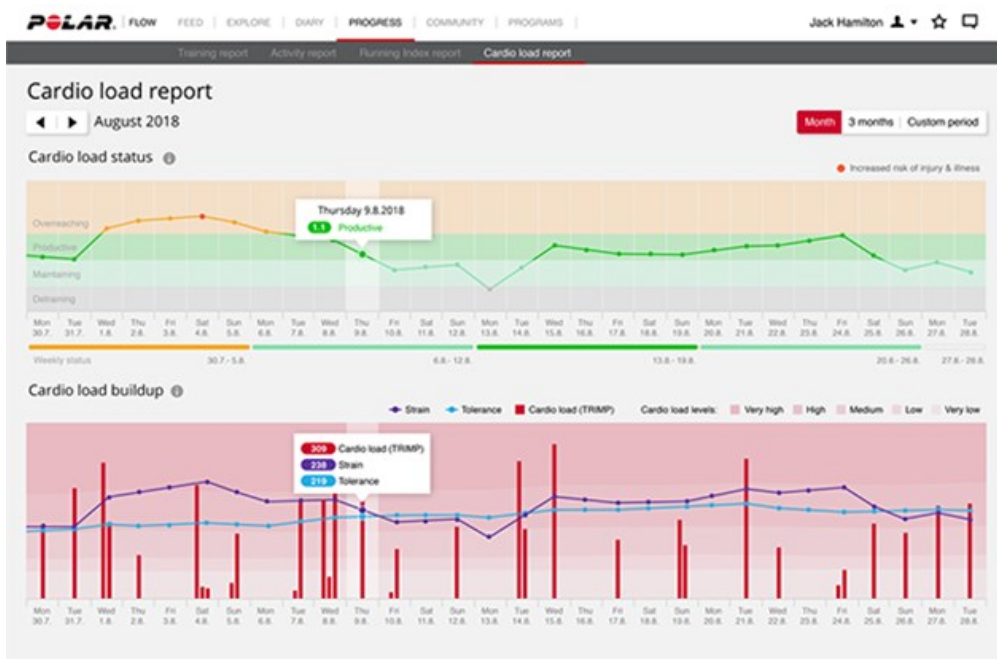 POLAR. FLOW FEED EXPLORE DIARY PROGRESS COMMUNITY PROGRAMS Jack Hamilton
Training report Activity report Running Index report Cardio load report
Cardio load report
August 2018
Month 3 months Custom period
Cardio load status
Increased risk of injury & illness
Thursday 9.8.2018
1.1 Productive
Overreaching
Productive
Maintaining
Detraining
Mon Tue Wed Thu Fri Sat Sun Mon Tue Wed Thu Fri Sat Sun Mon Tue Wed Thu Fri Sat Sun Mon Tue Wed Thu Fri Sat Sun Mon Tue
30.7. 31.7. 1.8. 2.8. 3.8. 4.8. 5.8. 6.8. 7.8. 8.8. 9.8. 10.8. 11.8. 12.8. 13.8. 14.8. 15.8. 16.8. 17.8. 18.8. 19.8. 20.8. 21.8. 22.8. 23.8. 24.8. 25.8. 26.8. 27.8. 28.8.
Weekly status 30.7.- 5.8. 6.8.- 12.8. 13.8.- 19.8. 20.8.- 26.8. 27.8.- 28.8.
Cardio load buildup
Strain Tolerance Cardio load (TRIMP) Cardio load levels: Very high High Medium Low Very low
309 Cardio load (TRIMP)
238 Strain
219 Tolerance
Mon Tue Wed Thu Fri Sat Sun Mon Tue Wed Thu Fri Sat Sun Mon Tue Wed Thu Fri Sat Sun Mon Tue Wed Thu Fri Sat Sun Mon Tue
30.7. 31.7. 1.8. 2.8. 3.8. 4.8. 5.8. 6.8. 7.8. 8.8. 9.8. 10.8. 11.8. 12.8. 13.8. 14.8. 15.8. 16.8. 17.8. 18.8. 19.8. 20.8. 21.8. 22.8. 23.8. 24.8. 25.8. 26.8. 27.8. 28.8.